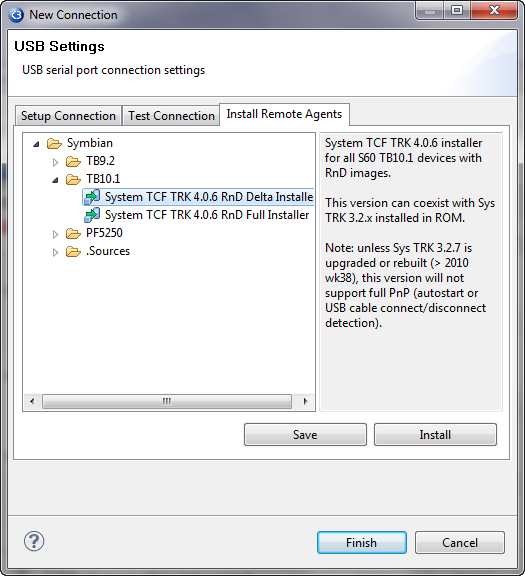 New Connection
USB Settings
USB serial port connection settings
Setup Connection
Test Connection
Install Remote Agents
Symbian
TB9.2
TB10.1
System TCF TRK 4.0.6 RnD Delta Installe
System TCF TRK 4.0.6 RnD Full Installer
PF5250
.Sources
System TCF TRK 4.0.6 installer
for all S60 TB10.1 devices with
RnD images.
This version can coexist with Sys
TRK 3.2.x installed in ROM.
Note: unless Sys TRK 3.2.7 is
upgraded or rebuilt (> 2010
wk38), this version will not
support full PnP (autostart or
USB cable connect/disconnect
detection).
Save
Install
?
Finish
Cancel